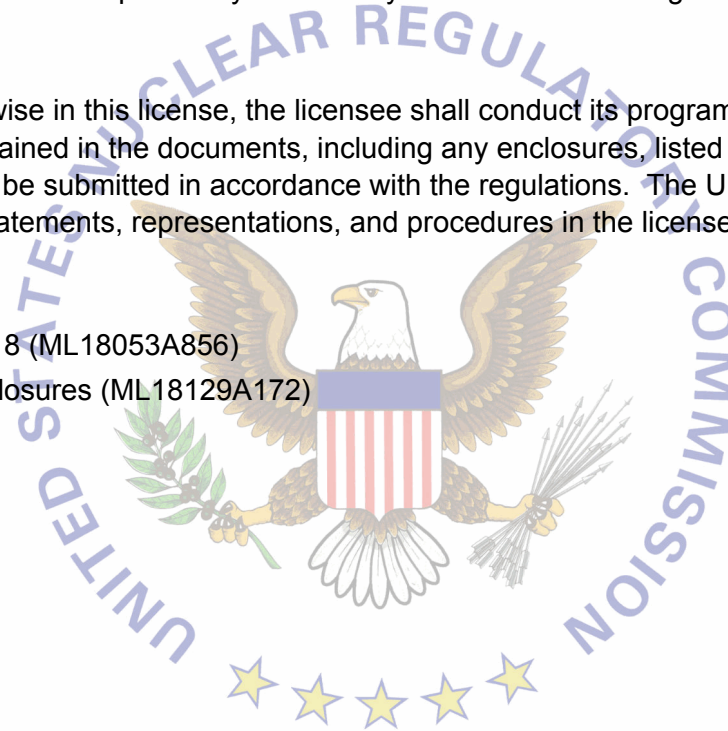 UNITED STATES NUCLEAR REGULATORY COMMISSION
wise in this license, the licensee shall conduct its program
tained in the documents, including any enclosures, listed
be submitted in accordance with the regulations. The U
atements, representations, and procedures in the license
8 (ML18053A856)
losures (ML18129A172)